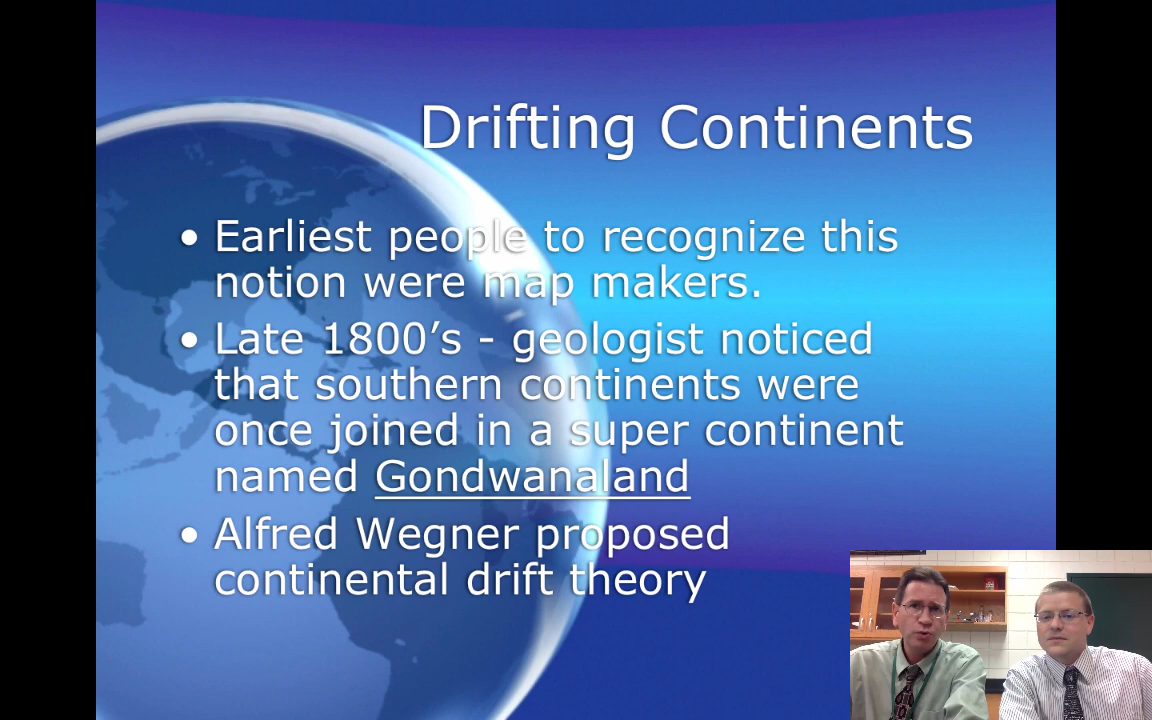 Drifting Continents
• Earliest people to recognize this
notion were map makers.
• Late 1800’s - geologist noticed
that southern continents were
once joined in a super continent
named Gondwanaland
• Alfred Wegner proposed
continental drift theory